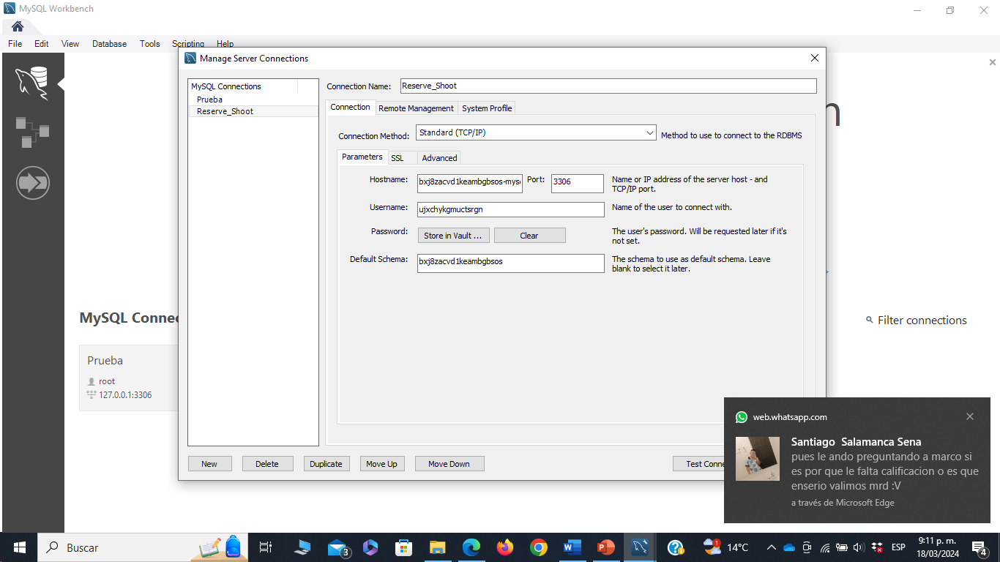 MySQL Workbench
File Edit View Database Tools Scripting Help
Manage Server Connections
MySQL Connections
Prueba
Reserve_Shoot
Connection Name: Reserve_Shoot
Connection Remote Management System Profile
Connection Method: Standard (TCP/IP) Method to use to connect to the RDBMS
Parameters SSL Advanced
Hostname: bxj8zacvd1keambgbsos-mys Port: 3306 Name or IP address of the server host - and
TCP/IP port.
Username: ujxchykgmuctsrgn Name of the user to connect with.
Password: Store in Vault ... Clear The user's password. Will be requested later if it's
not set.
Default Schema: bxj8zacvd1keambgbsos The schema to use as default schema. Leave
blank to select it later.
New Delete Duplicate Move Up Move Down Test Conne
MySQL Connec
Filter connections
Prueba
root
127.0.0.1:3306
web.whatsapp.com
Santiago Salamanca Sena
pues le ando preguntando a marco si
es por que le falta calificacion o es que
enserio valimos mrd :V
a través de Microsoft Edge
Buscar
3
1
14°C
ESP
9:11 p. m.
18/03/2024
4